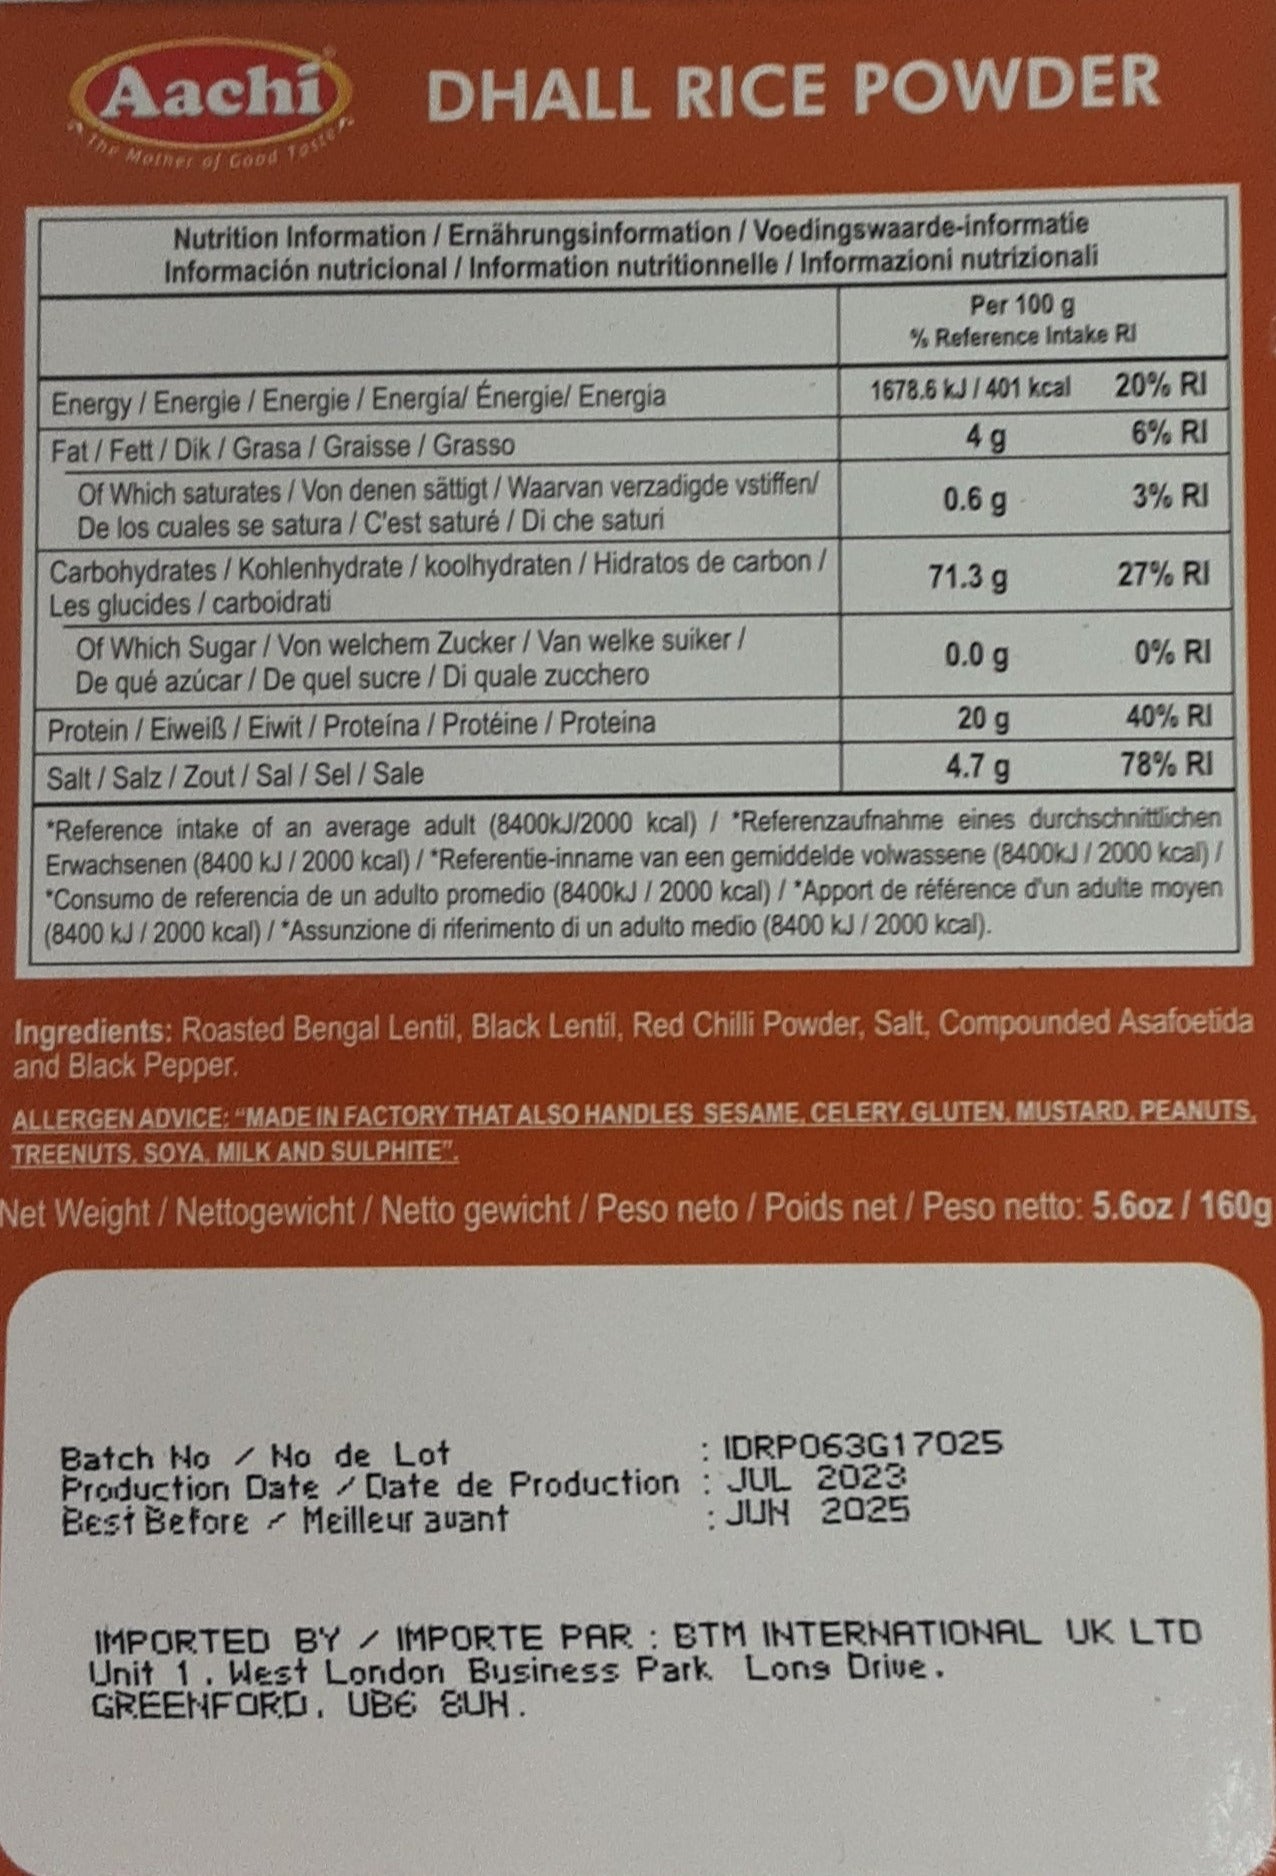 Aachi
The Mother of Good Taste
DHALL RICE POWDER
Nutrition Information / Ernährungsinformation / Voedingswaarde-informatie
Información nutricional / Information nutritionnelle / Informazioni nutrizionali
Per 100 g
% Reference Intake RI
Energy / Energie / Energie / Energía/ Énergie/ Energia 1678.6 kJ / 401 kcal 20% RI
Fat / Fett / Dik / Grasa / Graisse / Grasso 4 g 6% RI
Of Which saturates / Von denen sättigt / Waarvan verzadigde vstiffen/
De los cuales se satura / C'est saturé / Di che saturi 0.6 g 3% RI
Carbohydrates / Kohlenhydrate / koolhydraten / Hidratos de carbon /
Les glucides / carboidrati 71.3 g 27% RI
Of Which Sugar / Von welchem Zucker / Van welke suiker /
De qué azúcar / De quel sucre / Di quale zucchero 0.0 g 0% RI
Protein / Eiweiß / Eiwit / Proteína / Protéine / Proteina 20 g 40% RI
Salt / Salz / Zout / Sal / Sel / Sale 4.7 g 78% RI
*Reference intake of an average adult (8400kJ/2000 kcal) / *Referenzaufnahme eines durchschnittlichen
Erwachsenen (8400 kJ / 2000 kcal) / *Referentie-inname van een gemiddelde volwassene (8400kJ / 2000 kcal) /
*Consumo de referencia de un adulto promedio (8400kJ / 2000 kcal) / *Apport de référence d'un adulte moyen
(8400 kJ / 2000 kcal) / *Assunzione di riferimento di un adulto medio (8400 kJ / 2000 kcal).
Ingredients: Roasted Bengal Lentil, Black Lentil, Red Chilli Powder, Salt, Compounded Asafoetida
and Black Pepper.
ALLERGEN ADVICE: “MADE IN FACTORY THAT ALSO HANDLES SESAME, CELERY, GLUTEN, MUSTARD, PEANUTS,
TREENUTS, SOYA, MILK AND SULPHITE”.
Net Weight / Nettogewicht / Netto gewicht / Peso neto / Poids net / Peso netto: 5.6oz / 160g
Batch No / No de Lot : IDRP063G17025
Production Date / Date de Production : JUL 2023
Best Before / Meilleur avant : JUN 2025
IMPORTED BY / IMPORTE PAR : BTM INTERNATIONAL UK LTD
Unit 1, West London Business Park Long Drive,
GREENFORD, UB6 8UH.